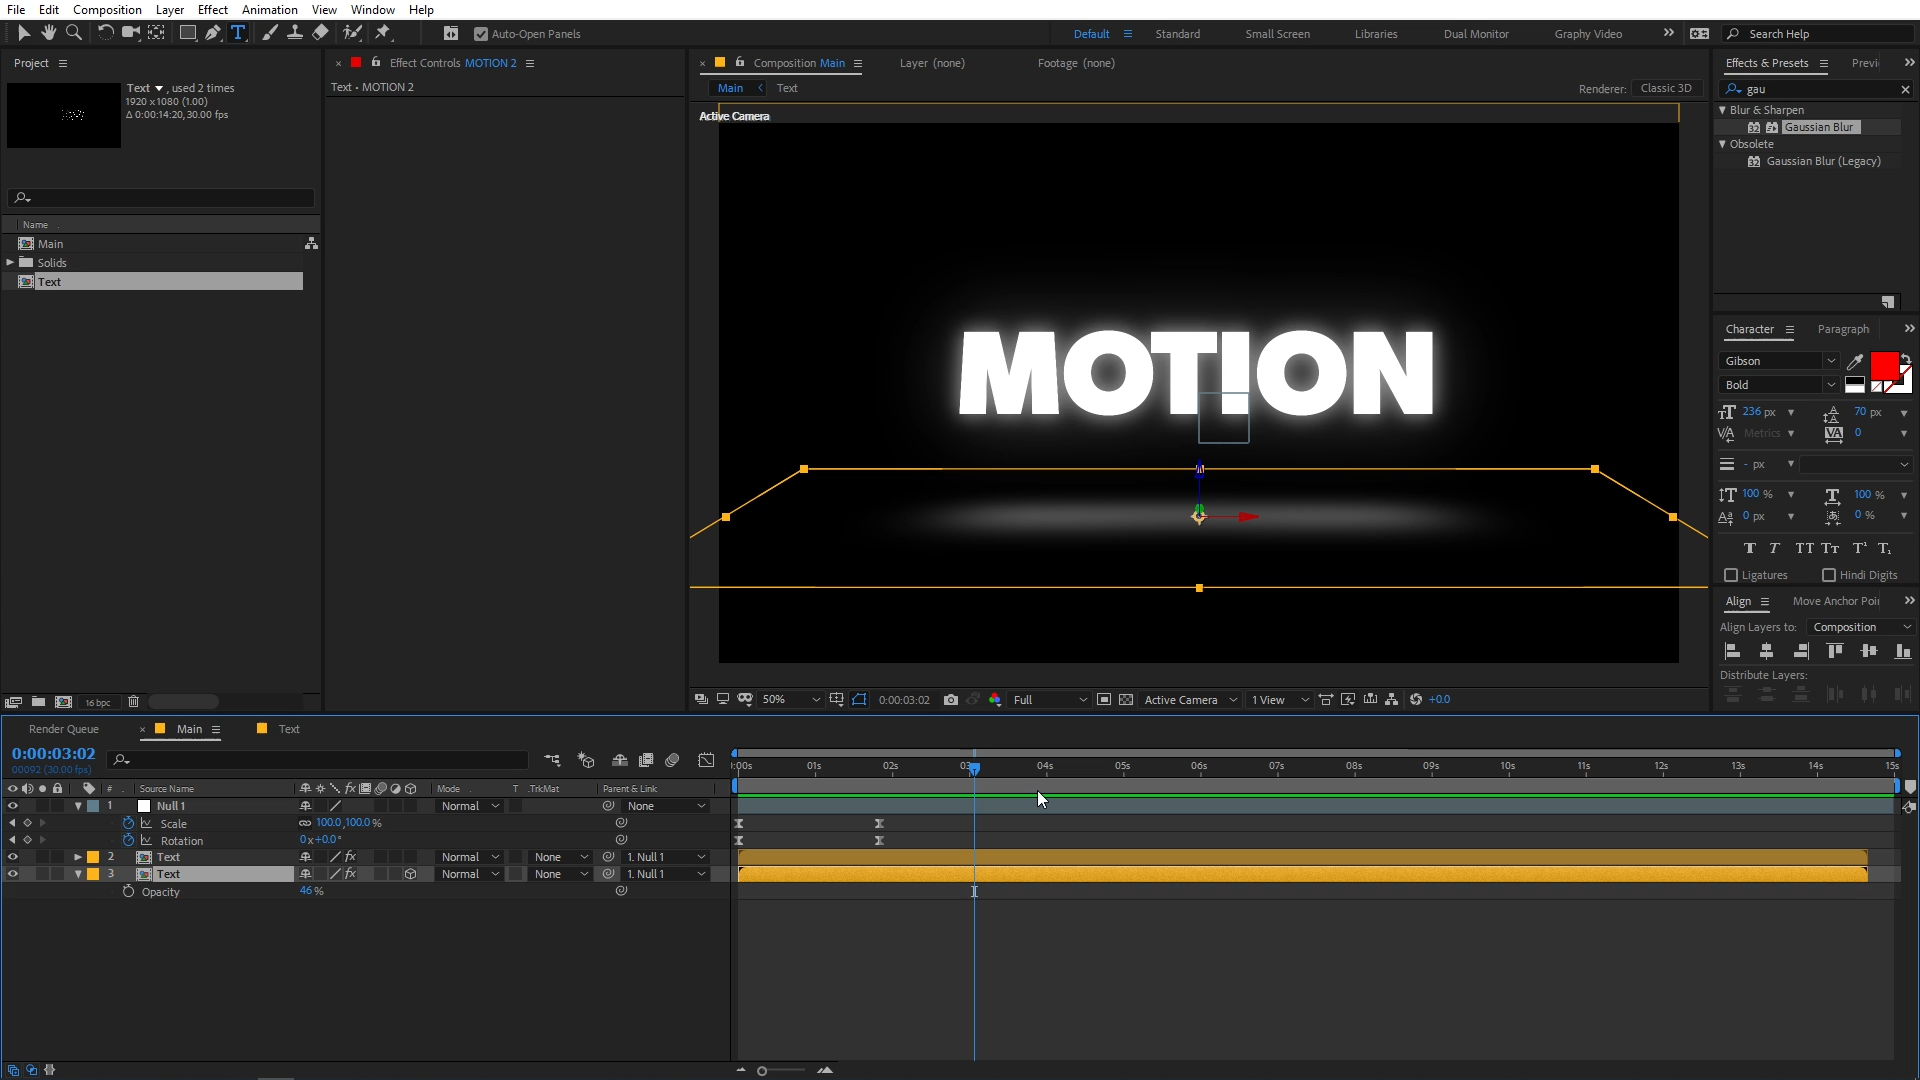 File Edit Composition Layer Effect Animation View Window Help
Auto-Open Panels
Default Standard Small Screen Libraries Dual Monitor Graphy Video
Search Help
Project
Text , used 2 times
1920 x1080 (1.00)
Δ 0:00:14:20, 30.00 fps
Name
Main
Solids
Text
16 bpc
Effect Controls MOTION 2
Text • MOTION 2
Composition Main Layer (none) Footage (none)
Main Text
Renderer: Classic 3D
Active Camera
MOTION
50% 0:00:03:02 Full Active Camera 1 View +0.0
Effects & Presets Previ
gau
Blur & Sharpen
Gaussian Blur
Obsolete
Gaussian Blur (Legacy)
Character Paragraph
Gibson
Bold
236 px 70 px
Metrics 0
- px
100 % 100 %
0 px 0 %
Ligatures Hindi Digits
Align Move Anchor Poi
Align Layers to: Composition
Distribute Layers:
Render Queue Main Text
0:00:03:02
00092 (30.00 fps)
# Source Name Mode T .TrkMat Parent & Link
1 Null 1 Normal None
Scale 100.0,100.0 %
Rotation 0x+0.0°
2 Text Normal None 1. Null 1
3 Text Normal None 1. Null 1
Opacity 46 %
:00s 01s 02s 03s 04s 05s 06s 07s 08s 09s 10s 11s 12s 13s 14s 15s